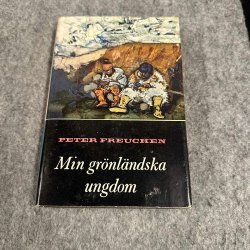 PETER FREUCHEN
Min grönländska
ungdom